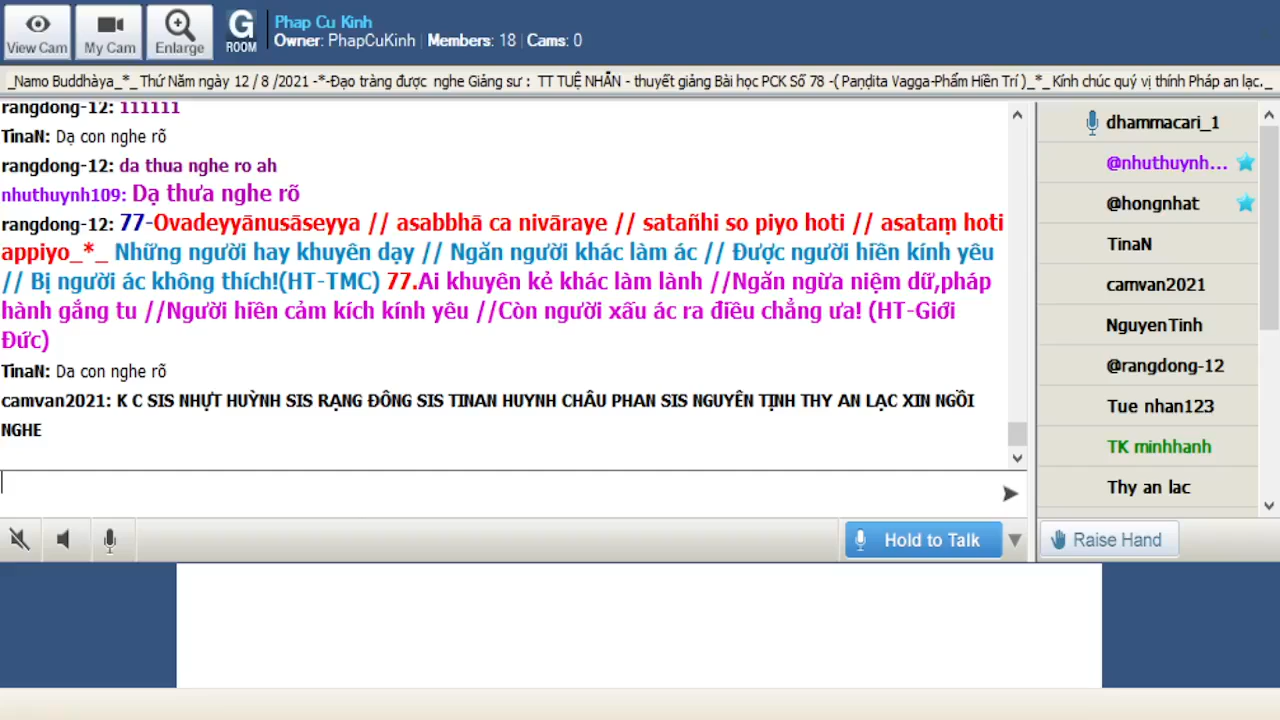 View Cam
My Cam
Enlarge
G
ROOM
Phap Cu Kinh
Owner: PhapCuKinh | Members: 18 | Cams: 0
_Namo Buddhàya_*_ Thứ Năm ngày 12 / 8 /2021 -*-Đạo tràng được nghe Giảng sư : TT TUỆ NHẪN - thuyết giảng Bài học PCK Số 78 -( Paṇḍita Vagga-Phẩm Hiền Trí )_*_ Kính chúc quý vị thính Pháp an lạc._
rangdong-12: 111111
TinaN: Dạ con nghe rõ
rangdong-12: da thua nghe ro ah
nhuthuynh109: Dạ thưa nghe rõ
rangdong-12: 77-Ovadeyyānusāseyya // asabbhā ca nivāraye // satañhi so piyo hoti // asataṃ hoti
appiyo_*_ Những người hay khuyên dạy // Ngăn người khác làm ác // Được người hiền kính yêu
// Bị người ác không thích!(HT-TMC) 77.Ai khuyên kẻ khác làm lành //Ngăn ngừa niệm dữ,pháp
hành gắng tu //Người hiền cảm kích kính yêu //Còn người xấu ác ra điều chẳng ưa! (HT-Giới
Đức)
TinaN: Da con nghe rõ
camvan2021: K C SIS NHỰT HUỲNH SIS RẠNG ĐÔNG SIS TINAN HUYNH CHÂU PHAN SIS NGUYÊN TỊNH THY AN LẠC XIN NGỒI
NGHE
dhammacari_1
@nhuthuynh...
@hongnhat
TinaN
camvan2021
NguyenTinh
@rangdong-12
Tue nhan123
TK minhhanh
Thy an lac
Hold to Talk
Raise Hand